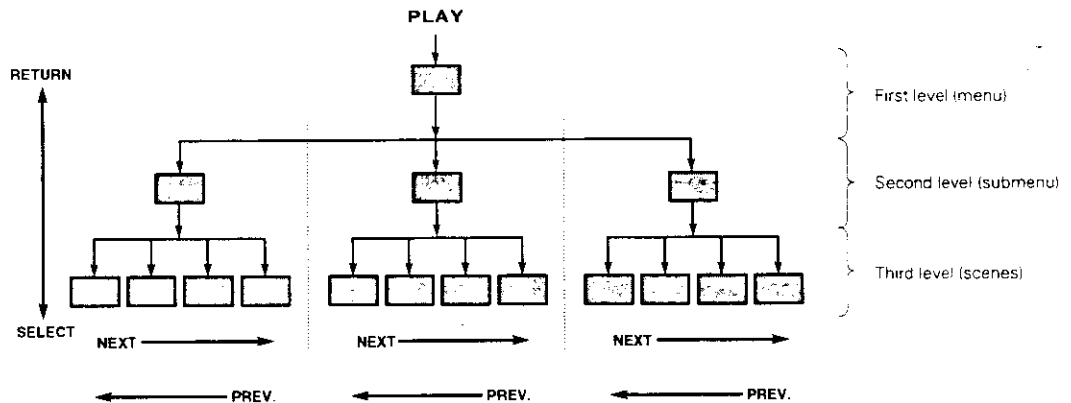 PLAY
RETURN
First level (menu)
Second level (submenu)
Third level (scenes)
SELECT
NEXT
NEXT
NEXT
PREV.
PREV.
PREV.